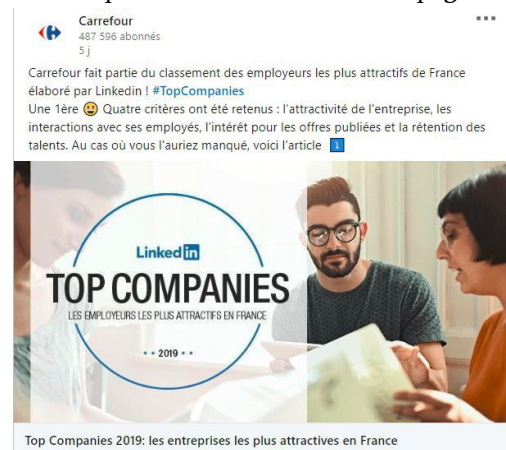 Carrefour
487 596 abonnés
5 j
Carrefour fait partie du classement des employeurs les plus attractifs de France
élaboré par Linkedin ! #TopCompanies
Une 1ère 😃 Quatre critères ont été retenus : l'attractivité de l'entreprise, les
interactions avec ses employés, l'intérêt pour les offres publiées et la rétention des
talents. Au cas où vous l'auriez manqué, voici l'article ⤵
Linked in
TOP COMPANIES
LES EMPLOYEURS LES PLUS ATTRACTIFS EN FRANCE
• • 2019 • •
Top Companies 2019: les entreprises les plus attractives en France